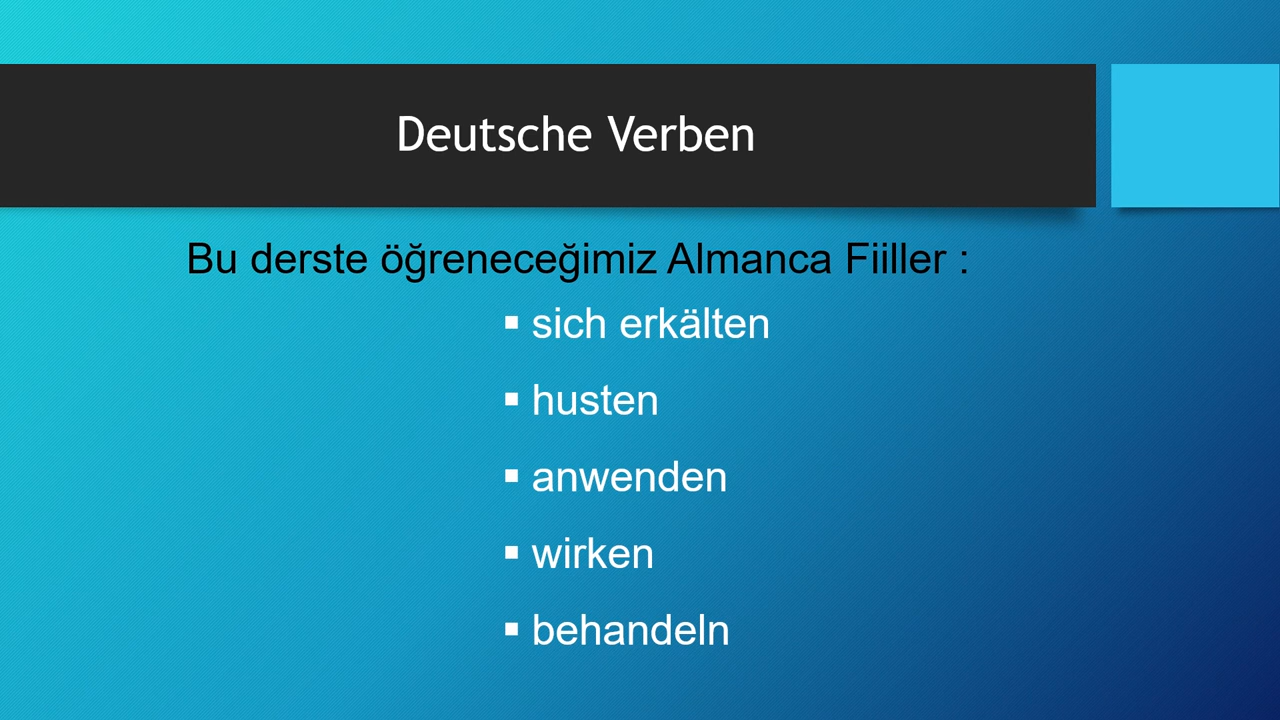 Deutsche Verben
Bu derste öğreneceğimiz Almanca Fiiller :
▪ sich erkälten
▪ husten
▪ anwenden
▪ wirken
▪ behandeln